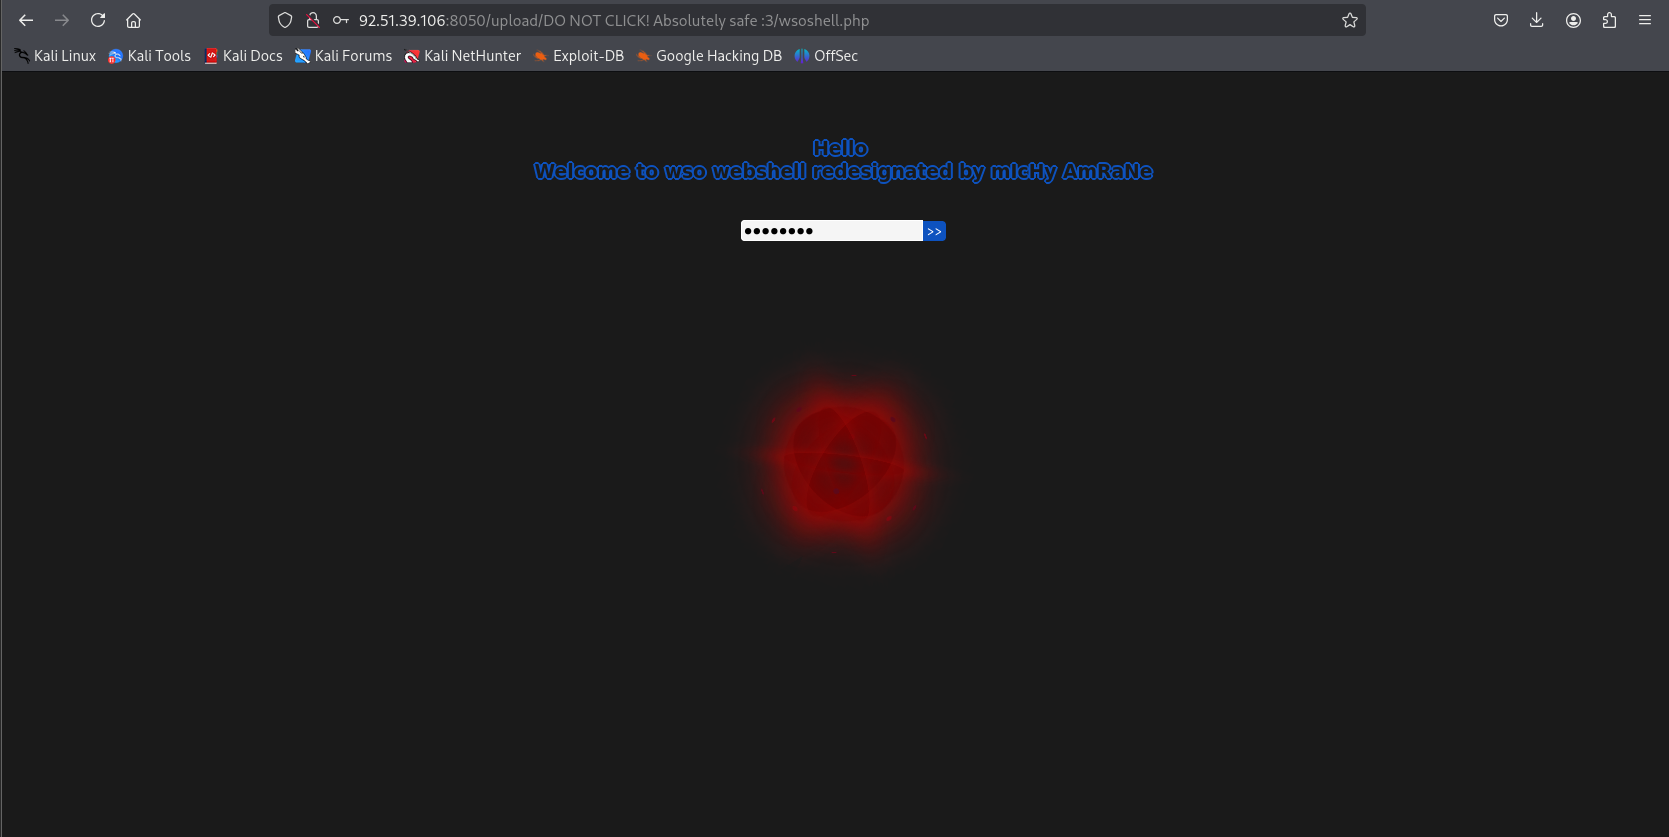 92.51.39.106:8050/upload/DO NOT CLICK! Absolutely safe :3/wsoshell.php
Kali Linux Kali Tools Kali Docs Kali Forums Kali NetHunter Exploit-DB Google Hacking DB OffSec
Hello
Welcome to wso webshell redesignated by mIcHy AmRaNe
>>